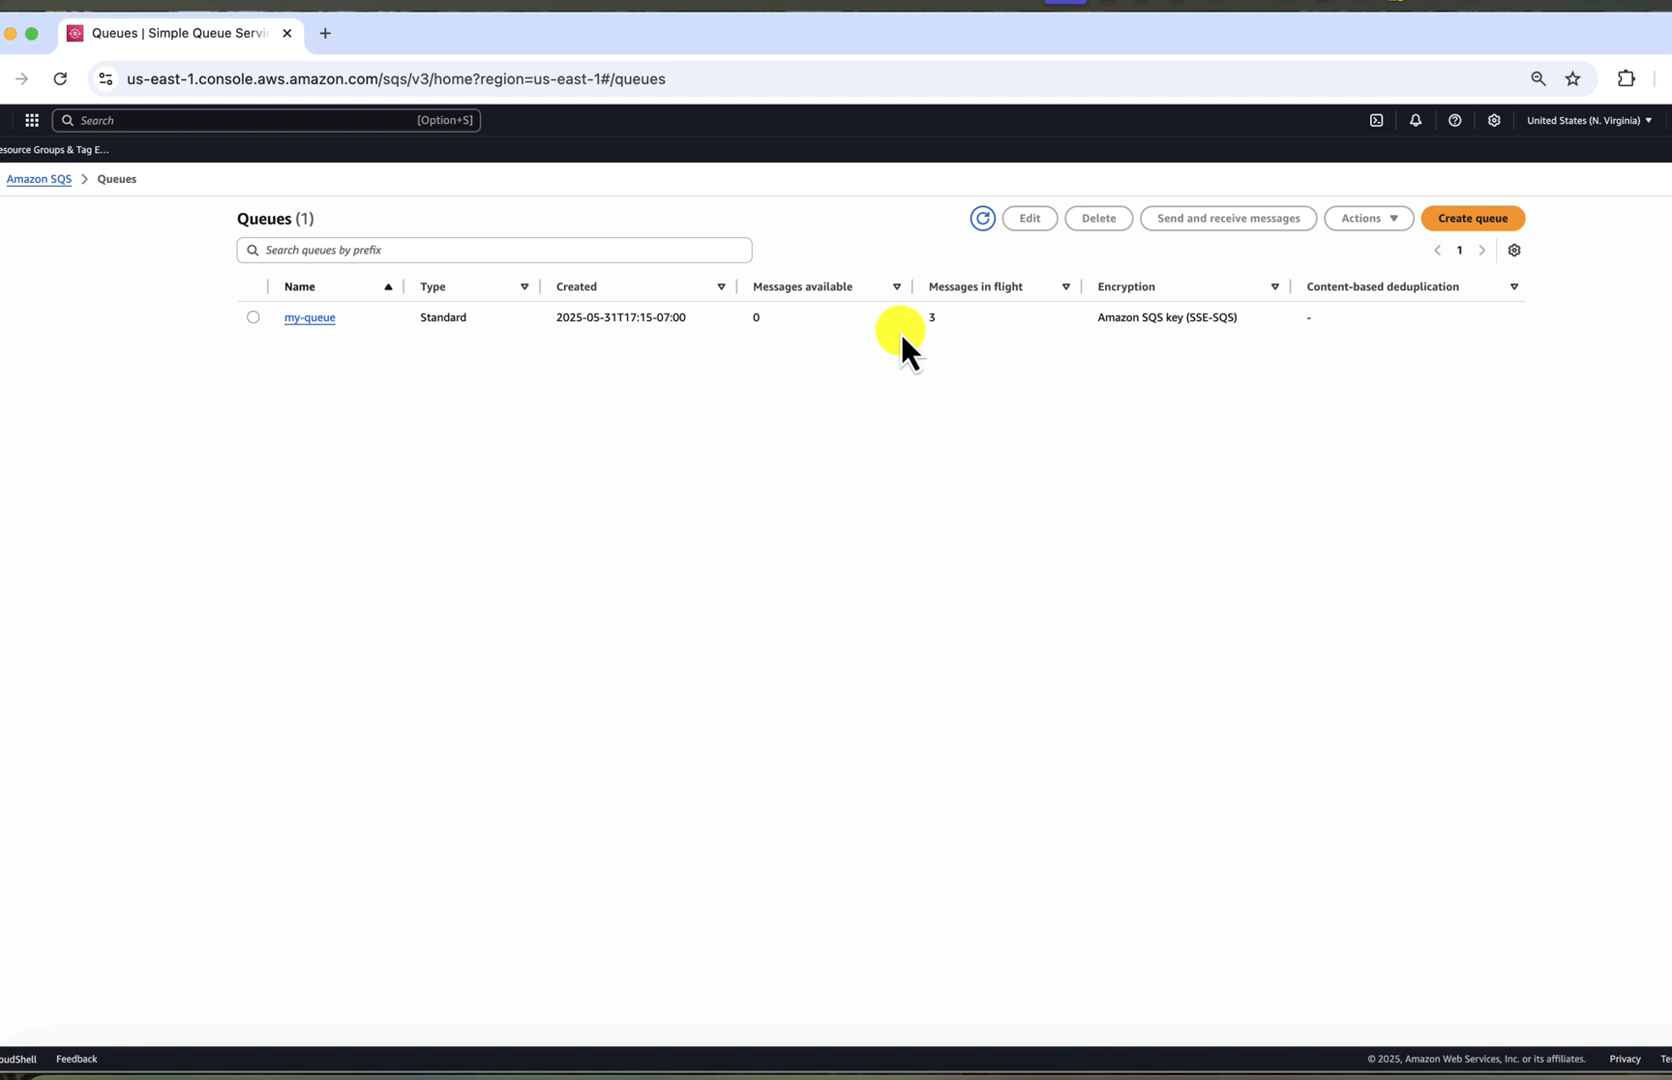 Queues | Simple Queue Servi
us-east-1.console.aws.amazon.com/sqs/v3/home?region=us-east-1#/queues
Search [Option+S] United States (N. Virginia)
esource Groups & Tag E...
Amazon SQS > Queues
Queues (1) Edit Delete Send and receive messages Actions Create queue
Search queues by prefix 1
Name Type Created Messages available Messages in flight Encryption Content-based deduplication
my-queue Standard 2025-05-31T17:15-07:00 0 3 Amazon SQS key (SSE-SQS) -
oudShell Feedback © 2025, Amazon Web Services, Inc. or its affiliates. Privacy Te